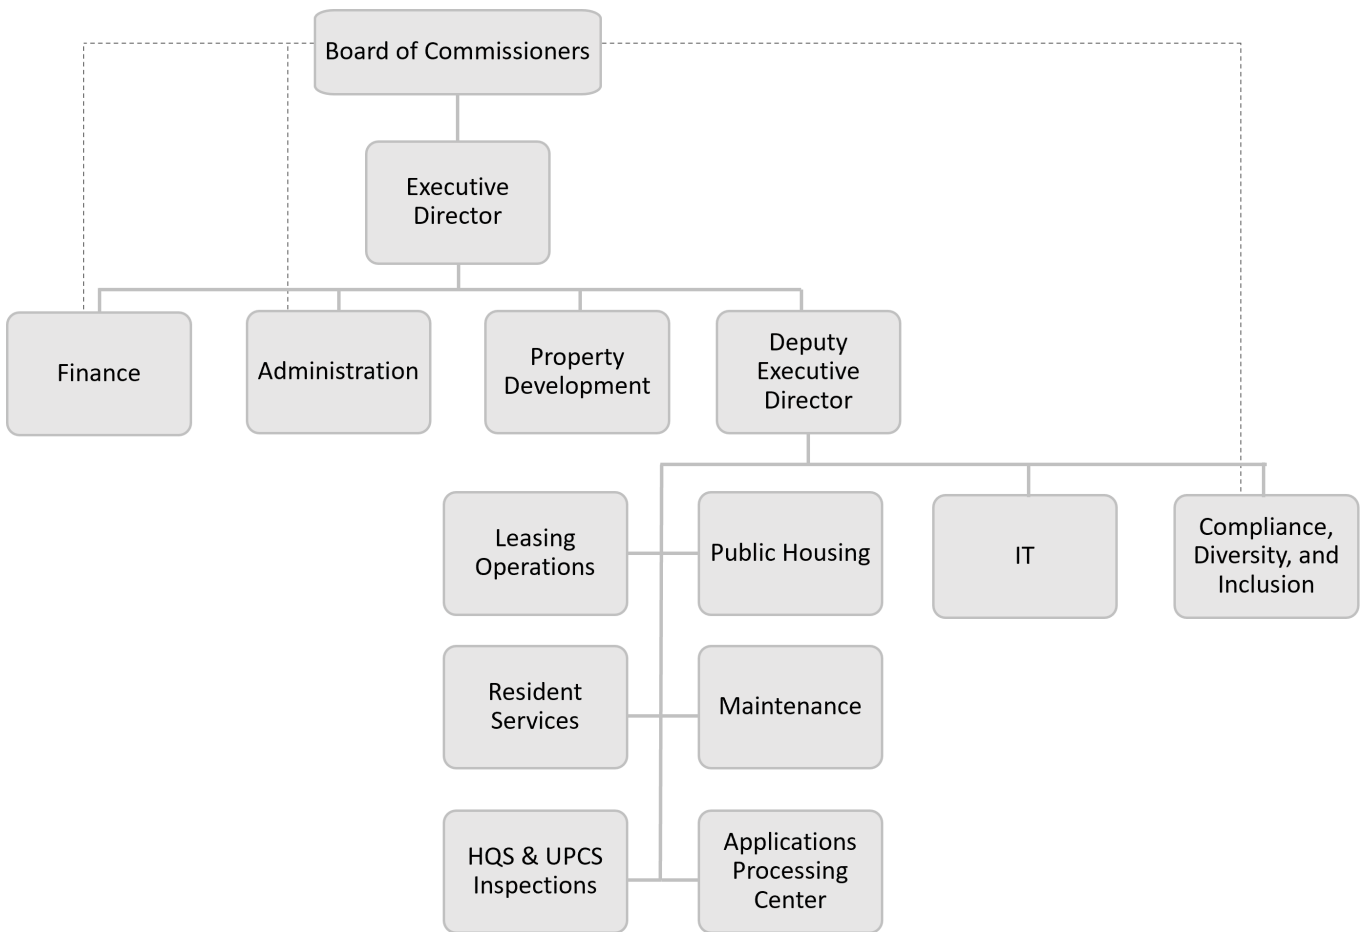 Board of Commissioners
Executive
Director
Finance
Administration
Property
Development
Deputy
Executive
Director
Leasing
Operations
Public Housing
IT
Compliance,
Diversity, and
Inclusion
Resident
Services
Maintenance
HQS & UPCS
Inspections
Applications
Processing
Center